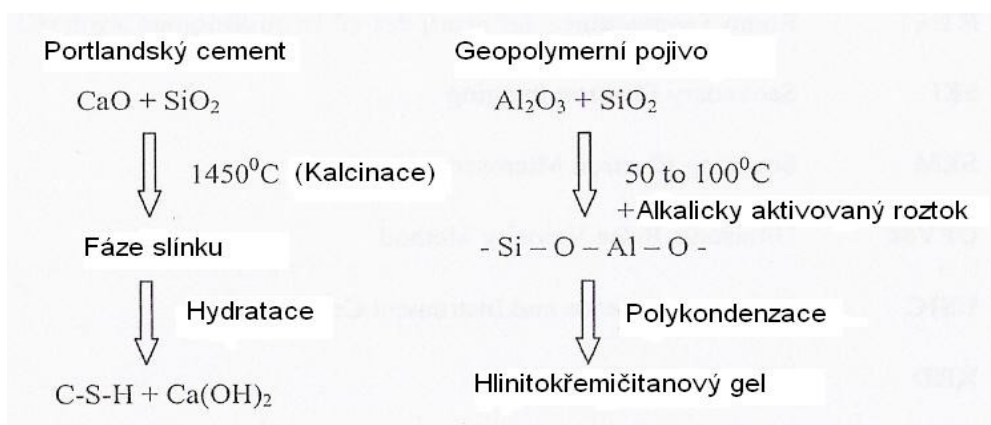 Portlandský cement
CaO + SiO₂
1450⁰C (Kalcinace)
Fáze slínku
Hydratace
C-S-H + Ca(OH)₂
Geopolymerní pojivo
Al₂O₃ + SiO₂
50 to 100⁰C
+Alkalicky aktivovaný roztok
- Si – O – Al – O -
Polykondenzace
Hlinitokřemičitanový gel